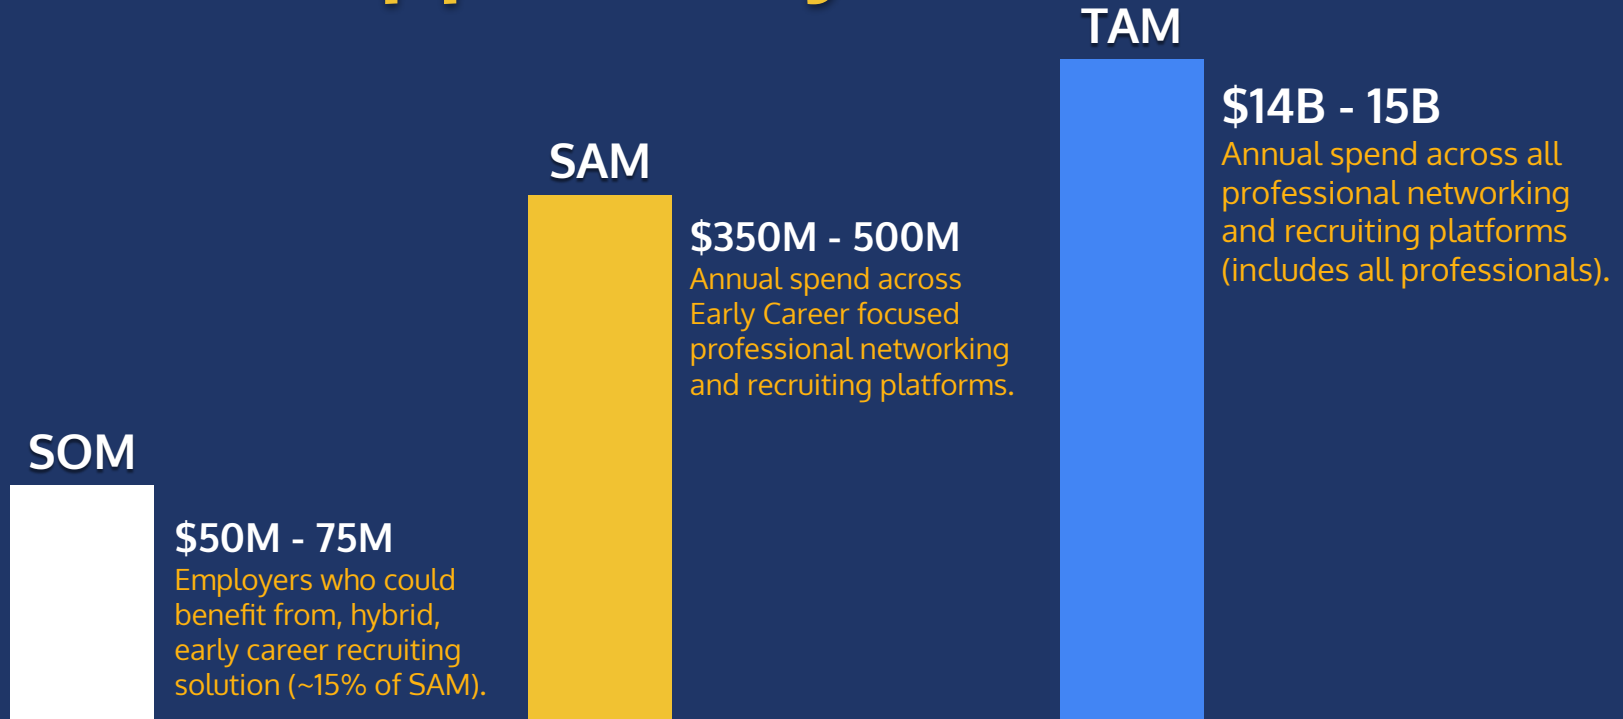 SOM
$50M - 75M
Employers who could
benefit from, hybrid,
early career recruiting
solution (~15% of SAM).
SAM
$350M - 500M
Annual spend across
Early Career focused
professional networking
and recruiting platforms.
TAM
$14B - 15B
Annual spend across all
professional networking
and recruiting platforms
(includes all professionals).